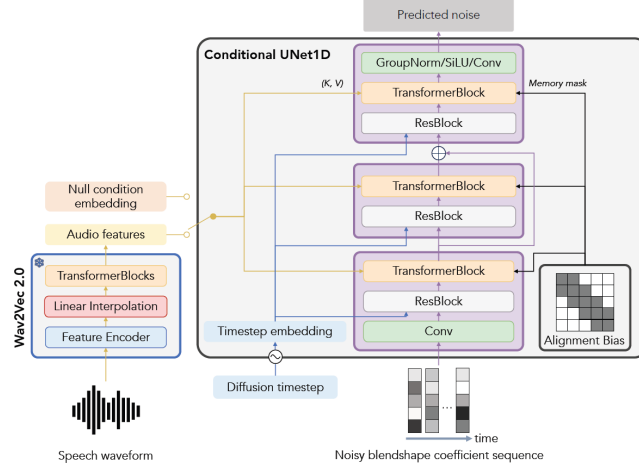 Predicted noise
Conditional UNet1D
GroupNorm/SiLU/Conv
(K, V)
TransformerBlock
Memory mask
ResBlock
Null condition
embedding
TransformerBlock
Audio features
ResBlock
Wav2Vec 2.0
TransformerBlocks
TransformerBlock
Linear Interpolation
ResBlock
Feature Encoder
Timestep embedding
Conv
Alignment Bias
Diffusion timestep
...
time
Speech waveform
Noisy blendshape coefficient sequence